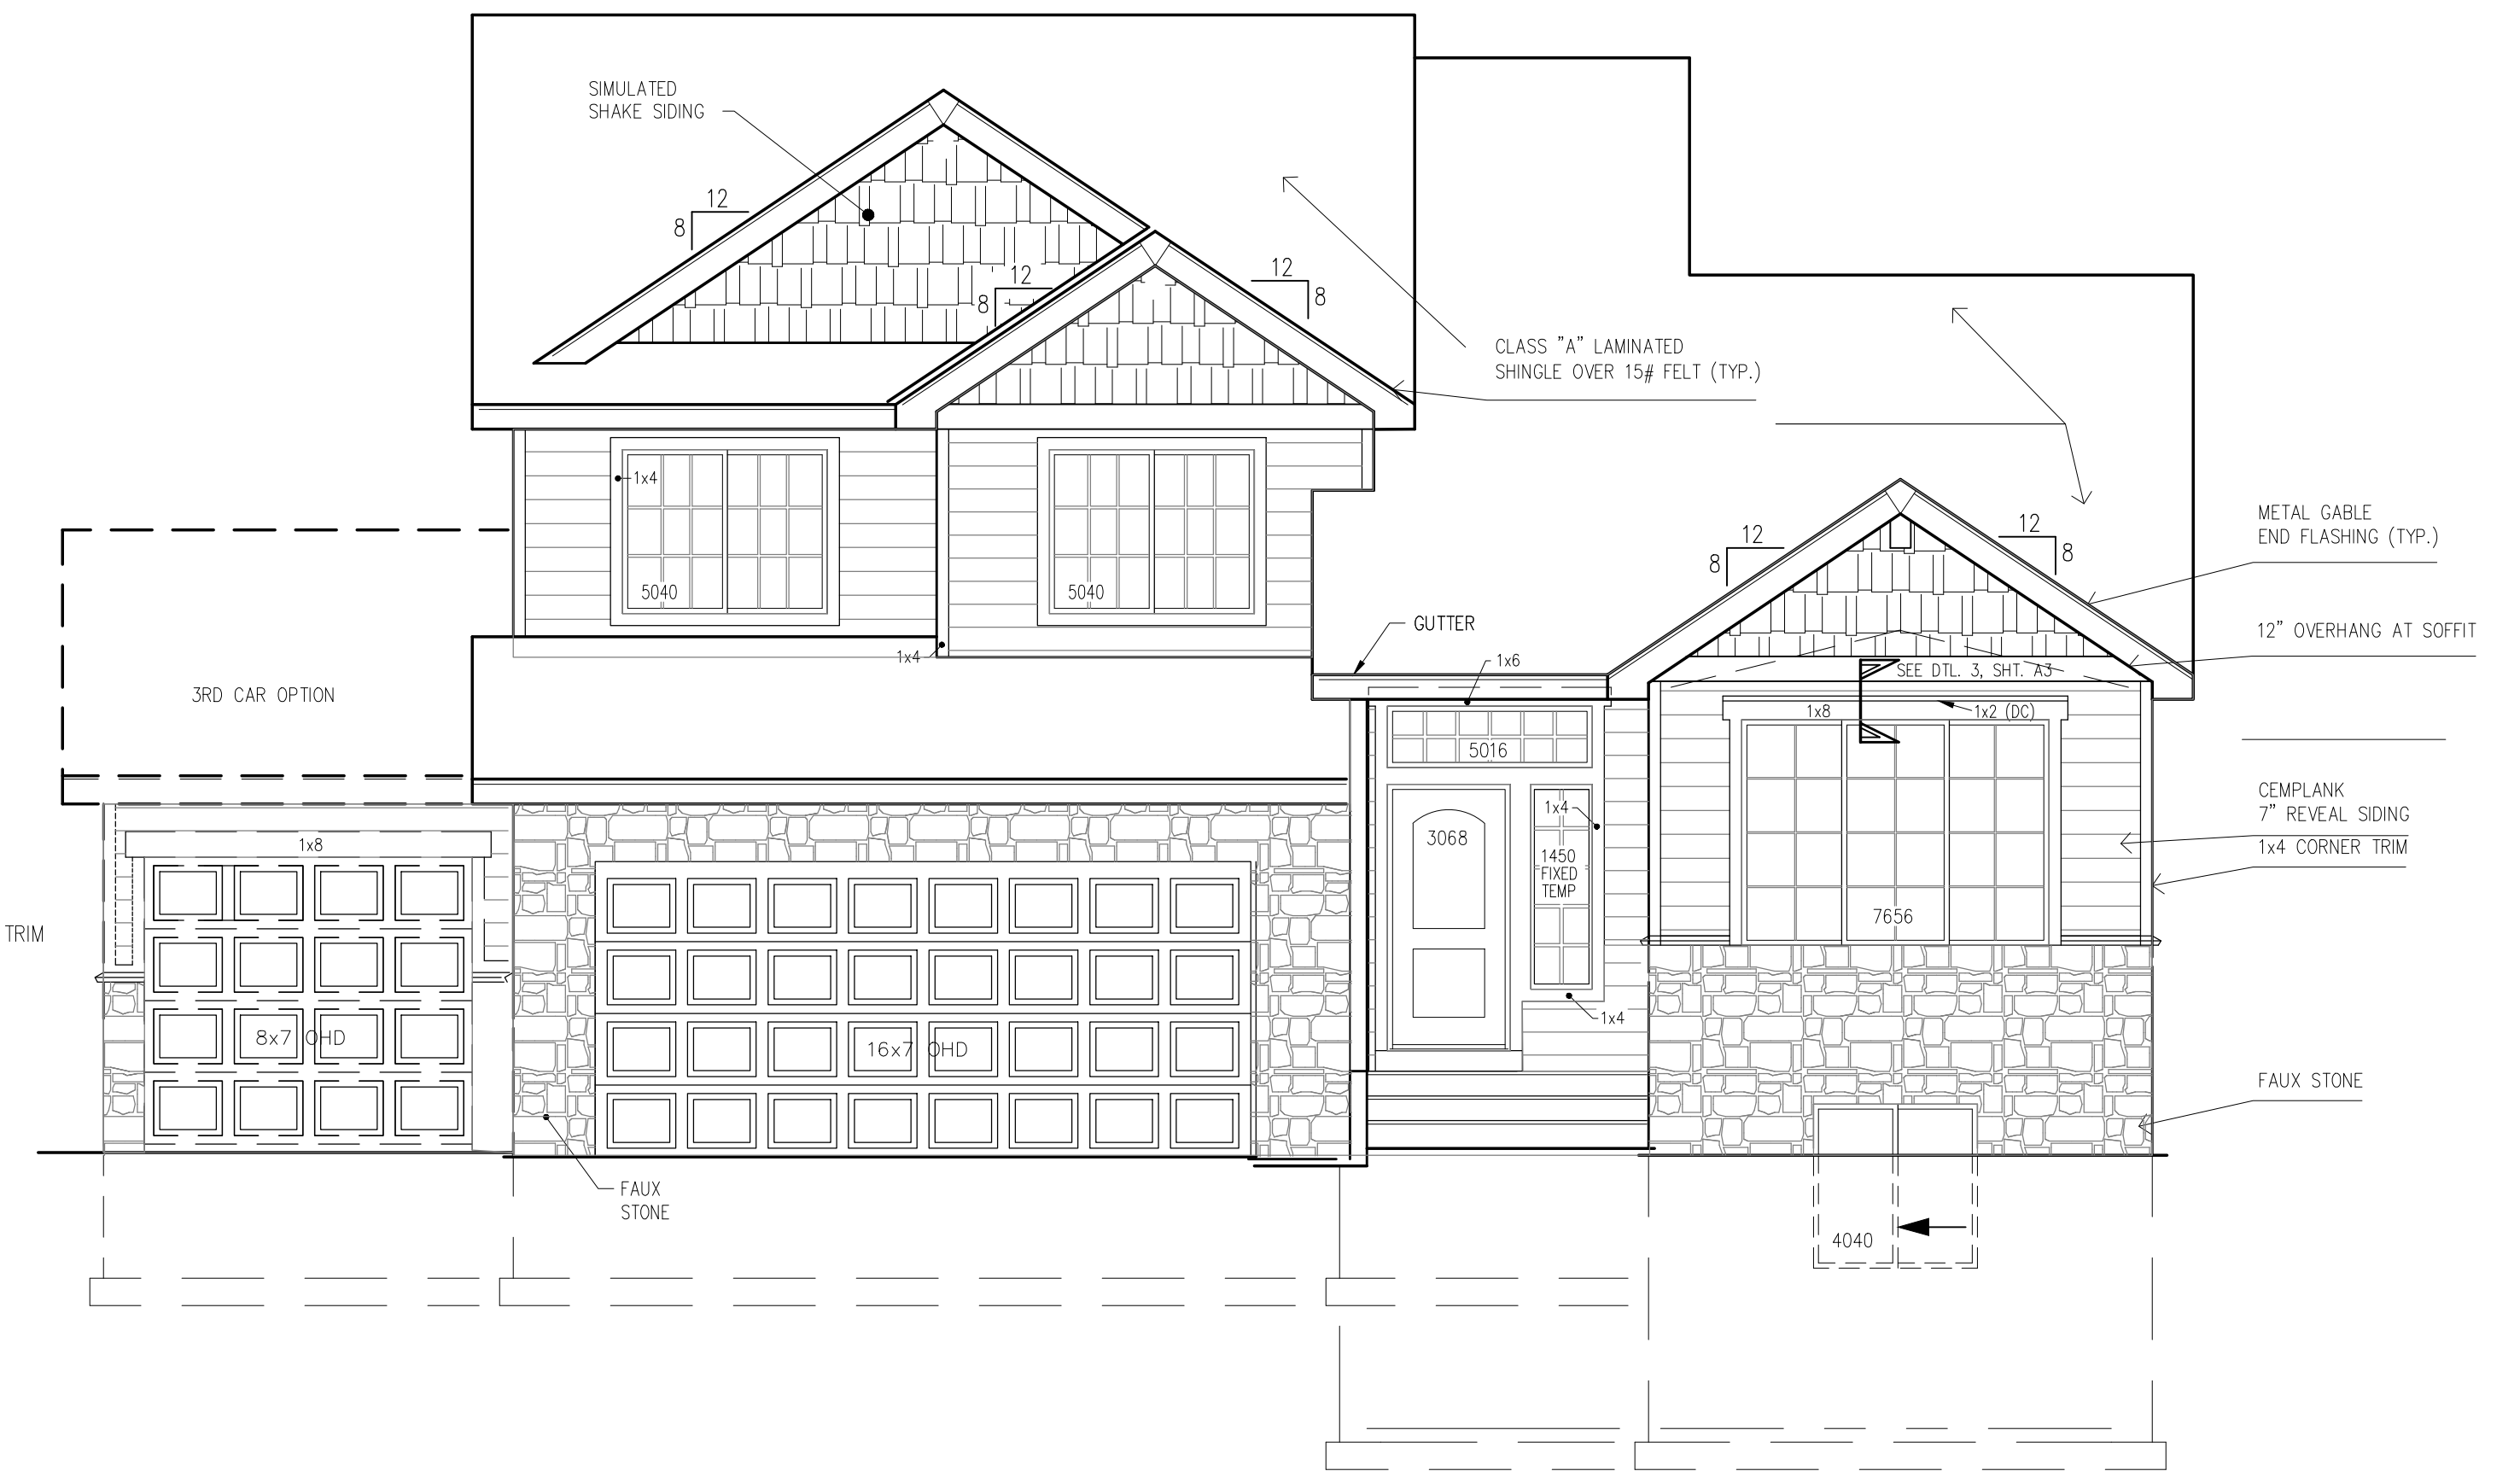 SIMULATED
SHAKE SIDING
12
8
12
8
12
8
CLASS "A" LAMINATED
SHINGLE OVER 15# FELT (TYP.)
1x4
5040
5040
1x4
12
8
12
8
METAL GABLE
END FLASHING (TYP.)
GUTTER
12" OVERHANG AT SOFFIT
1x6
SEE DTL. 3, SHT. A3
3RD CAR OPTION
1x8
1x2 (DC)
5016
CEMPLANK
7" REVEAL SIDING
1x4 CORNER TRIM
1x8
3068
1x4
1450
FIXED
TEMP
7656
TRIM
1x4
8x7 OHD
16x7 OHD
FAUX STONE
FAUX
STONE
4040